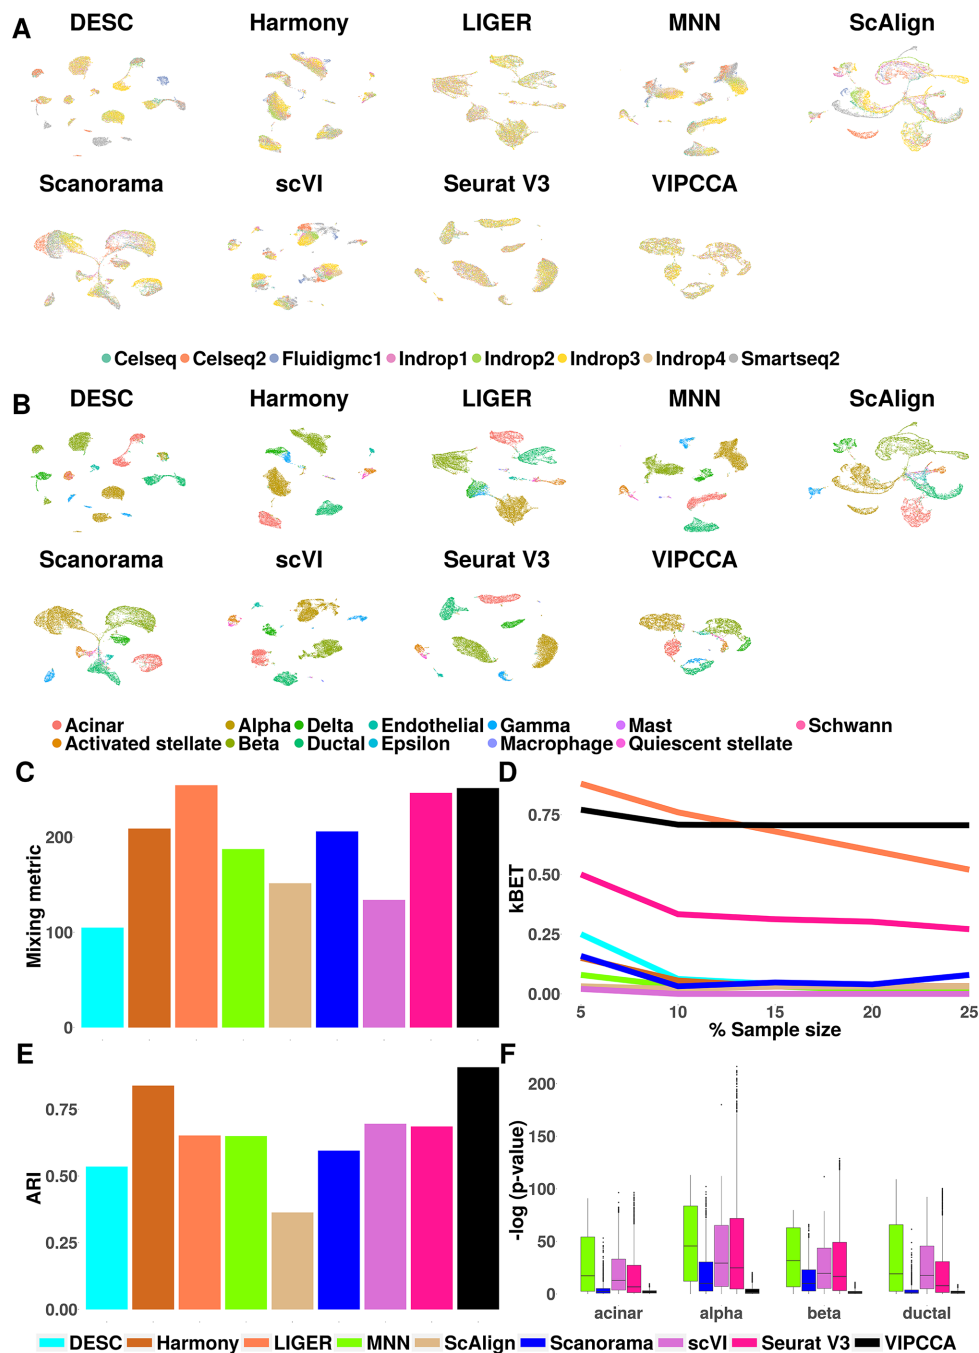 A
DESC Harmony LIGER MNN ScAlign
Scanorama scVI Seurat V3 VIPCCA
Celseq Celseq2 Fluidigmc1 Indrop1 Indrop2 Indrop3 Indrop4 Smartseq2
B
DESC Harmony LIGER MNN ScAlign
Scanorama scVI Seurat V3 VIPCCA
Acinar Alpha Delta Endothelial Gamma Mast Schwann
Activated stellate Beta Ductal Epsilon Macrophage Quiescent stellate
C
Mixing metric
200
100
0
D
kBET
0.75
0.50
0.25
0.00
5 10 15 20 25
% Sample size
E
ARI
0.75
0.50
0.25
0.00
F
-log (p-value)
200
150
100
50
0
acinar alpha beta ductal
DESC Harmony LIGER MNN ScAlign Scanorama scVI Seurat V3 VIPCCA